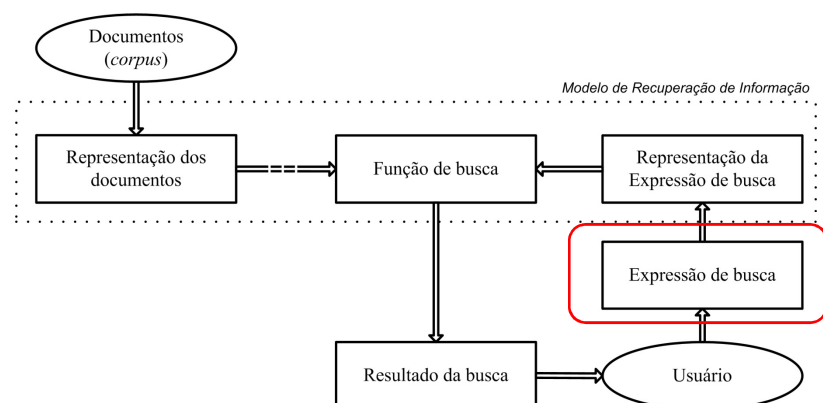 Documentos
(corpus)
Modelo de Recuperação de Informação
Representação dos
documentos
Função de busca
Representação da
Expressão de busca
Expressão de busca
Resultado da busca
Usuário